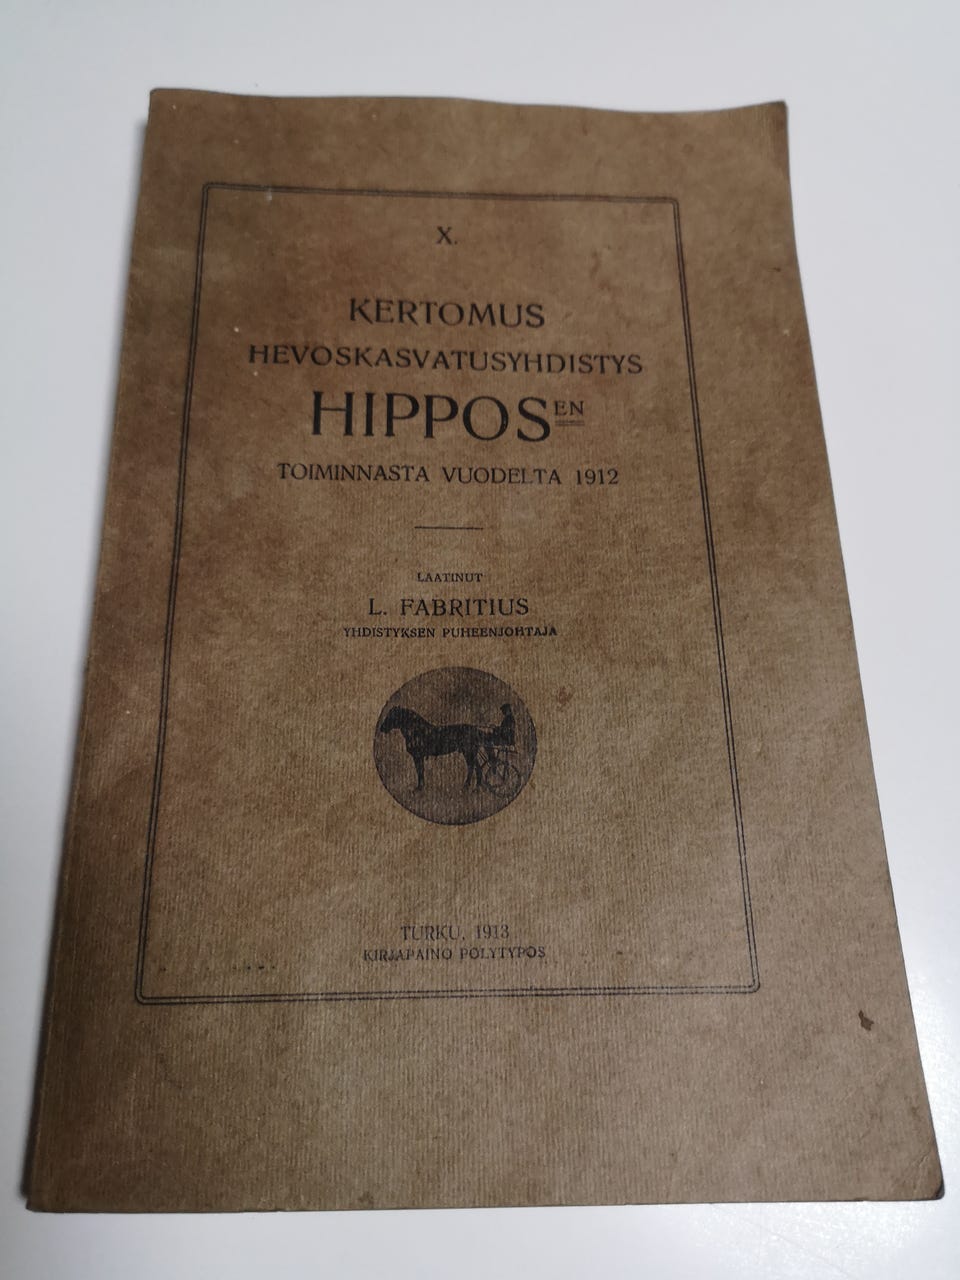 X.
KERTOMUS
HEVOSKASVATUSYHDISTYS
HIPPOSEN
TOIMINNASTA VUODELTA 1912
LAATINUT
L. FABRITIUS
YHDISTYKSEN PUHEENJOHTAJA
TURKU, 1913
KIRJAPAINO POLYTYPOS